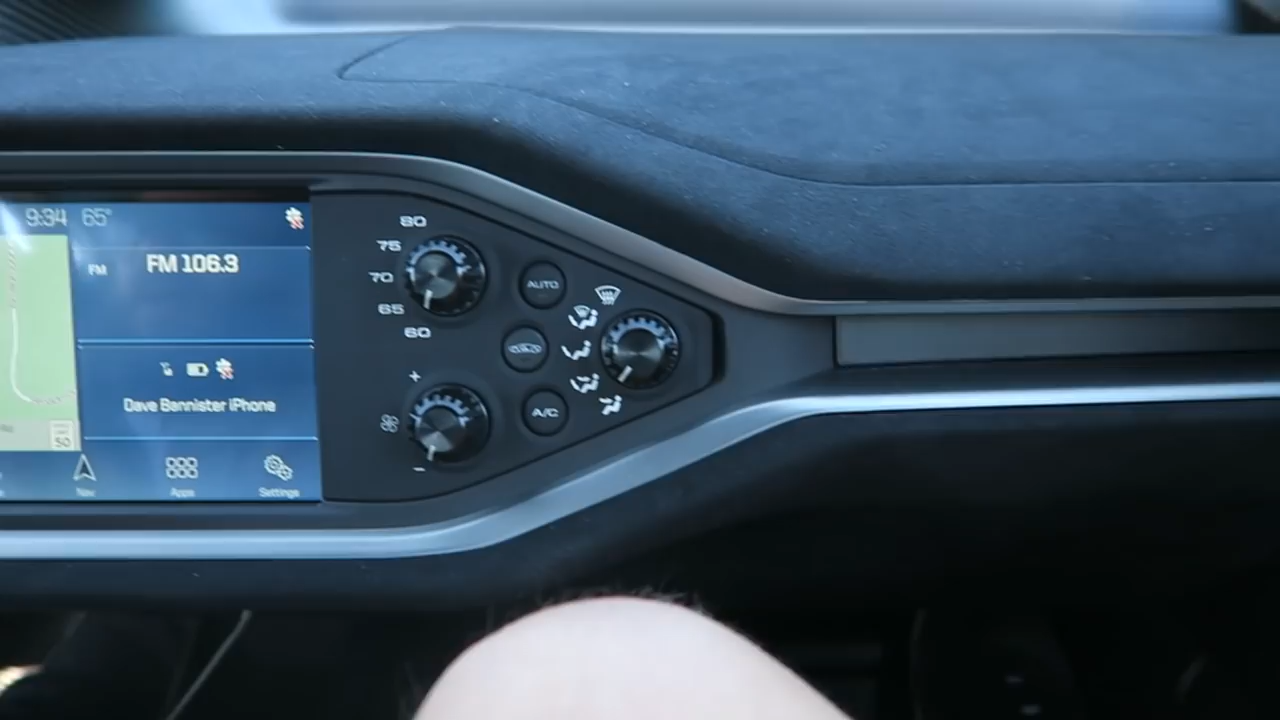 9:34 65°
FM FM 106.3
Dave Bannister iPhone
50
Nav Apps Settings
80
75
70
65
60
AUTO
A/C
+
-